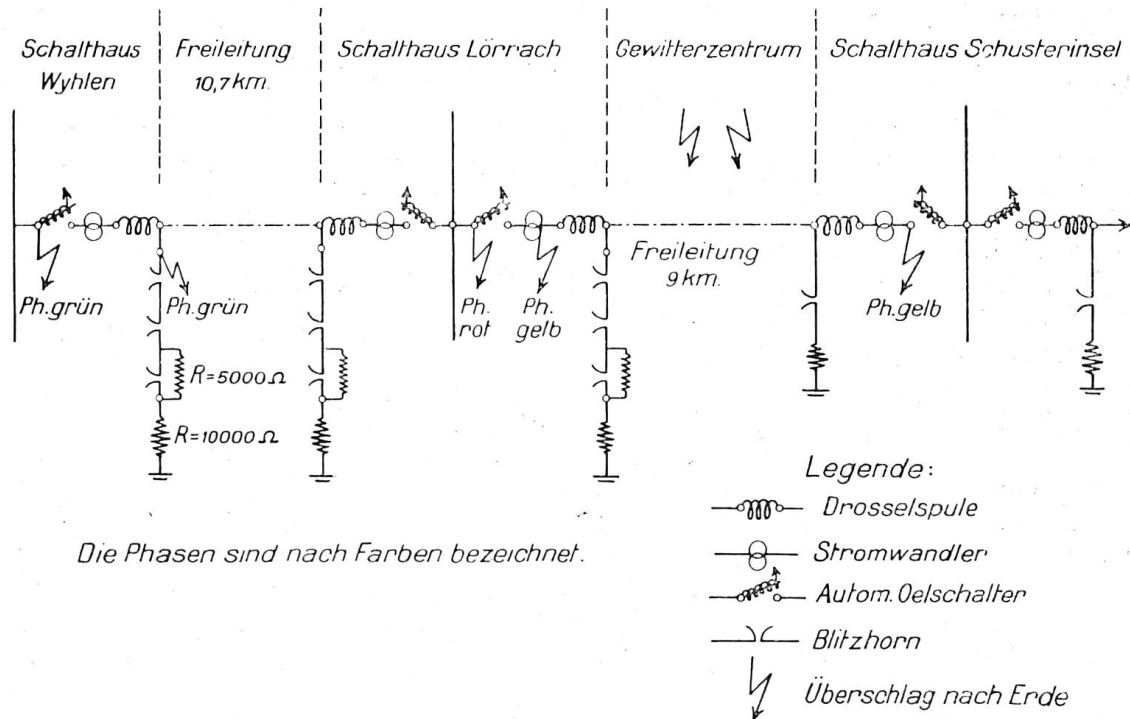 Schalthaus
Wyhlen
Freileitung
10,7 km.
Schalthaus Lörrach
Gewitterzentrum
Schalthaus Schusterinsel
Freileitung
9 km.
Ph. grün
Ph. grün
Ph.
rot
Ph.
gelb
Ph. gelb
R=5000 Ω
R=10000 Ω
Die Phasen sind nach Farben bezeichnet.
Legende:
Drosselspule
Stromwandler
Autom. Oelschalter
Blitzhorn
Überschlag nach Erde